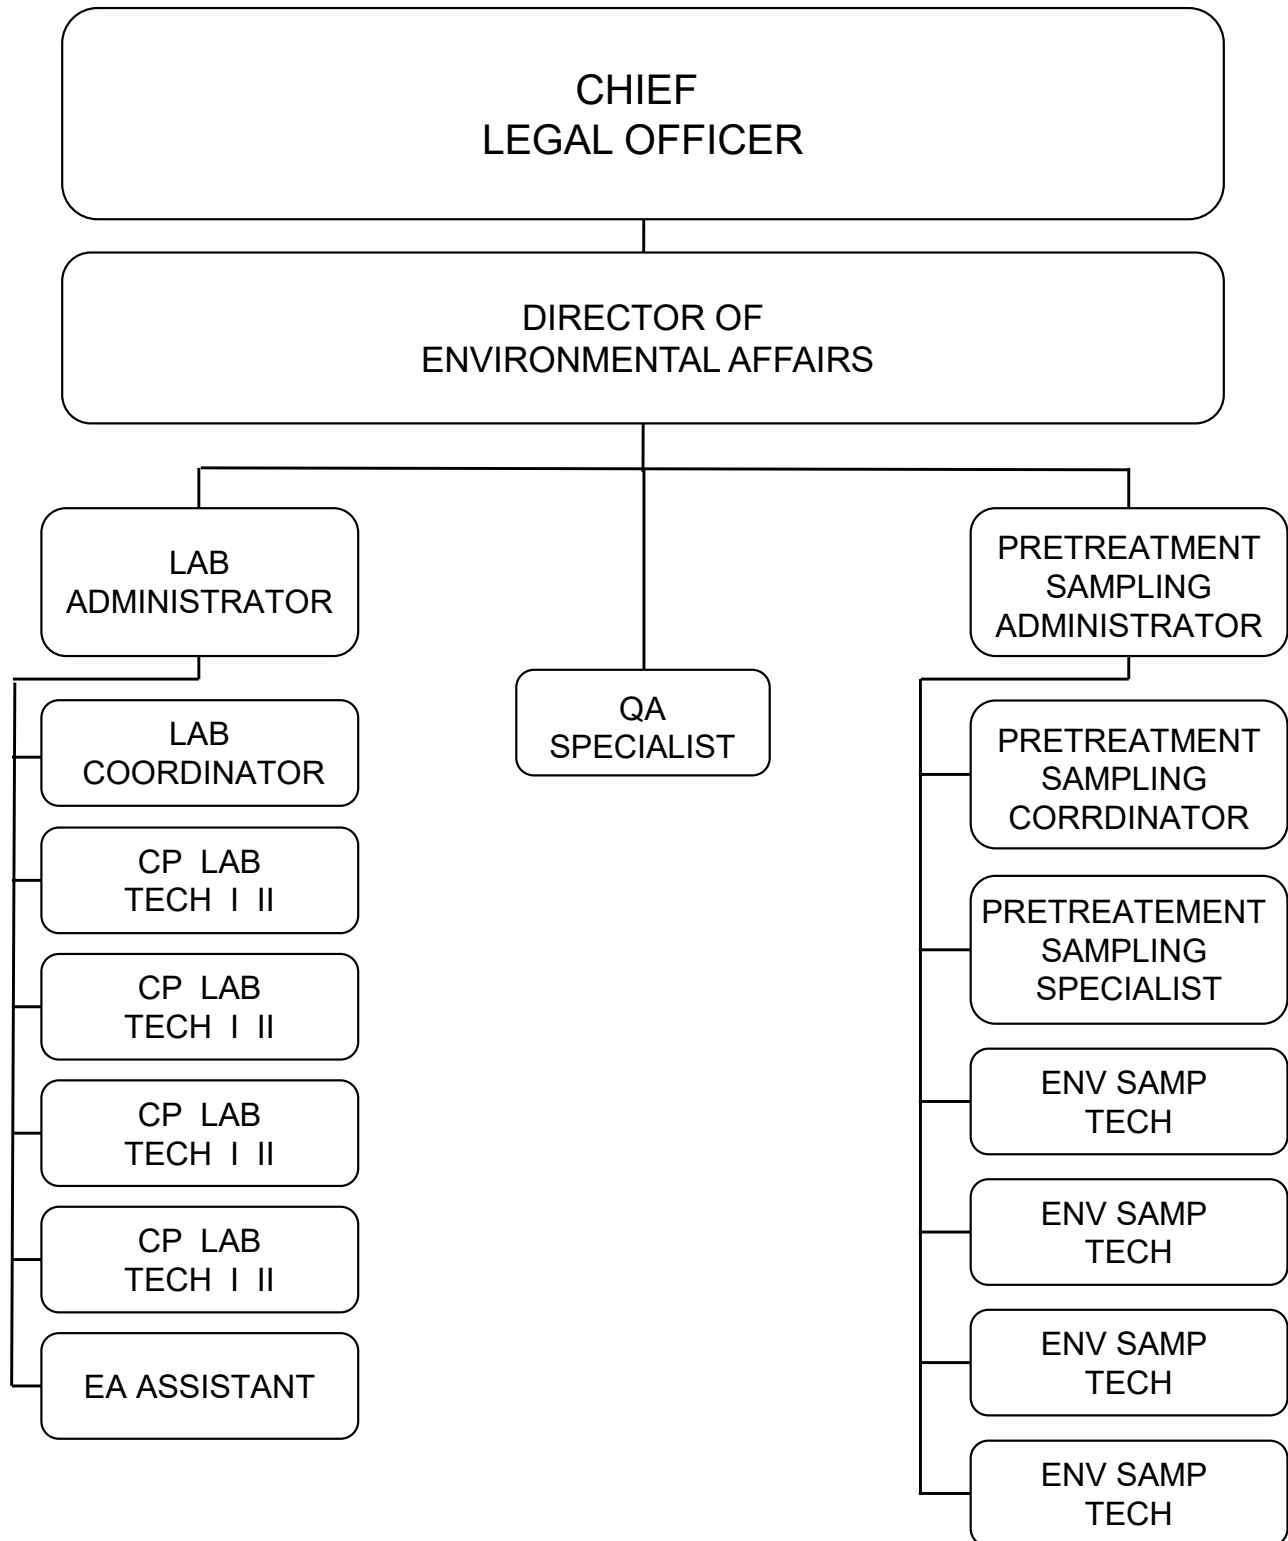 CHIEF
LEGAL OFFICER
DIRECTOR OF
ENVIRONMENTAL AFFAIRS
LAB
ADMINISTRATOR
LAB
COORDINATOR
CP LAB
TECH I II
CP LAB
TECH I II
CP LAB
TECH I II
CP LAB
TECH I II
EA ASSISTANT
QA
SPECIALIST
PRETREATMENT
SAMPLING
ADMINISTRATOR
PRETREATMENT
SAMPLING
CORRDINATOR
PRETREATEMENT
SAMPLING
SPECIALIST
ENV SAMP
TECH
ENV SAMP
TECH
ENV SAMP
TECH
ENV SAMP
TECH